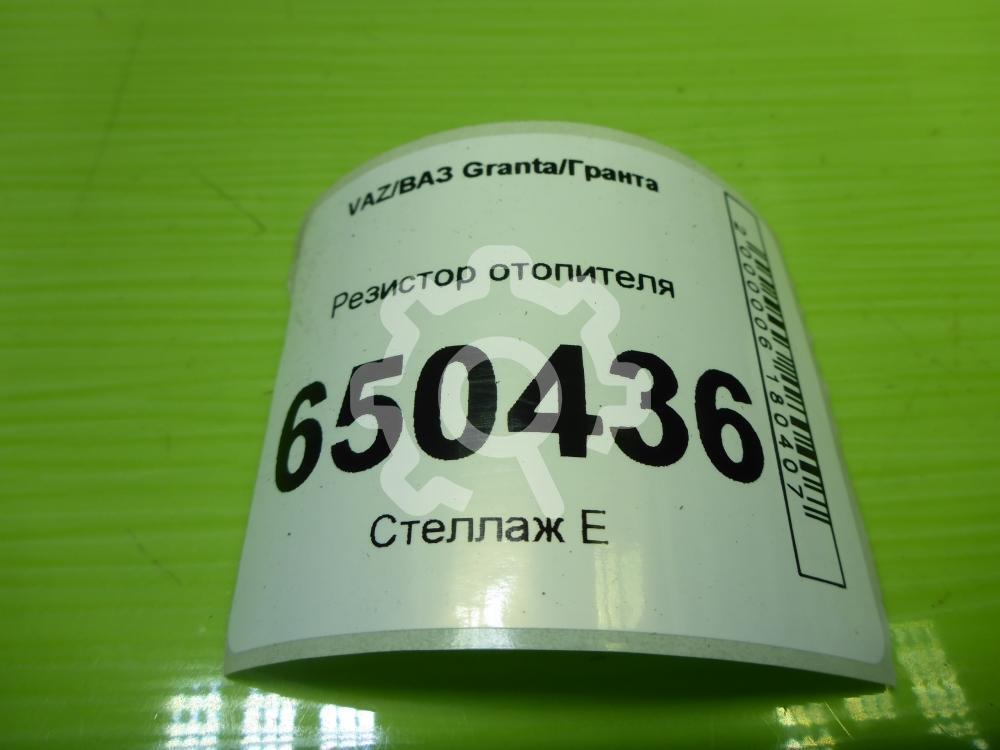 VAZ/ВАЗ Granta/Гранта
Резистор отопителя
650436
Стеллаж Е
2000006180407